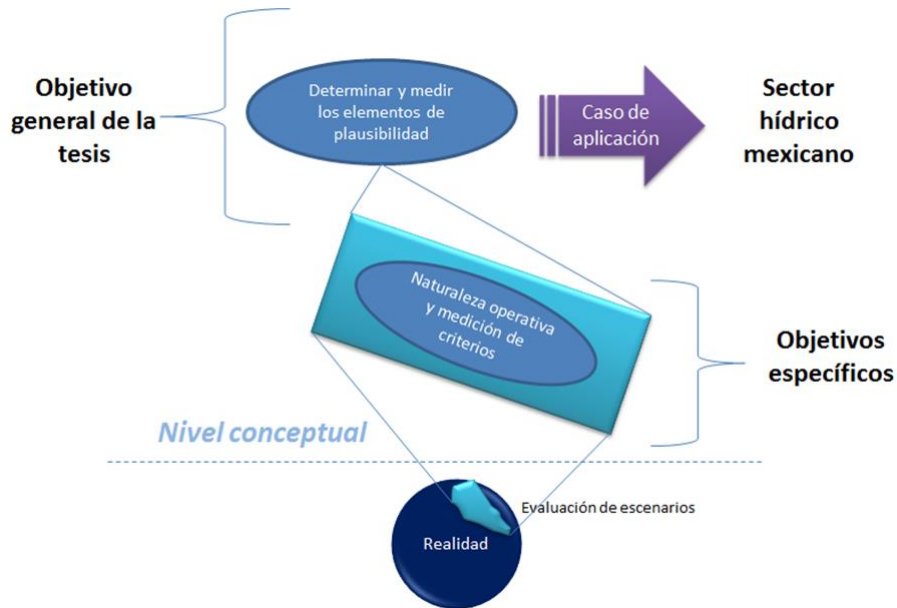 Objetivo
general de la
tesis
Determinar y medir
los elementos de
plausibilidad
Caso de
aplicación
Sector
hídrico
mexicano
Naturaleza operativa
y medición de
criterios
Objetivos
específicos
Nivel conceptual
Evaluación de escenarios
Realidad